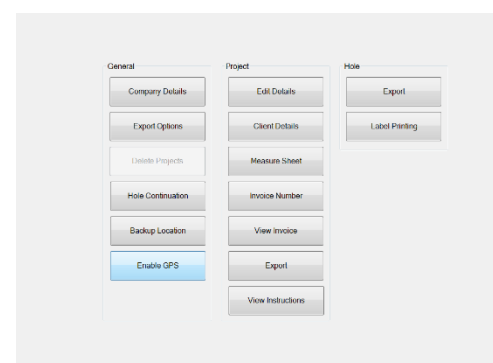 General
Company Details
Export Options
Delete Projects
Hole Continuation
Backup Location
Enable GPS
Project
Edit Details
Client Details
Measure Sheet
Invoice Number
View Invoice
Export
View Instructions
Hole
Export
Label Printing